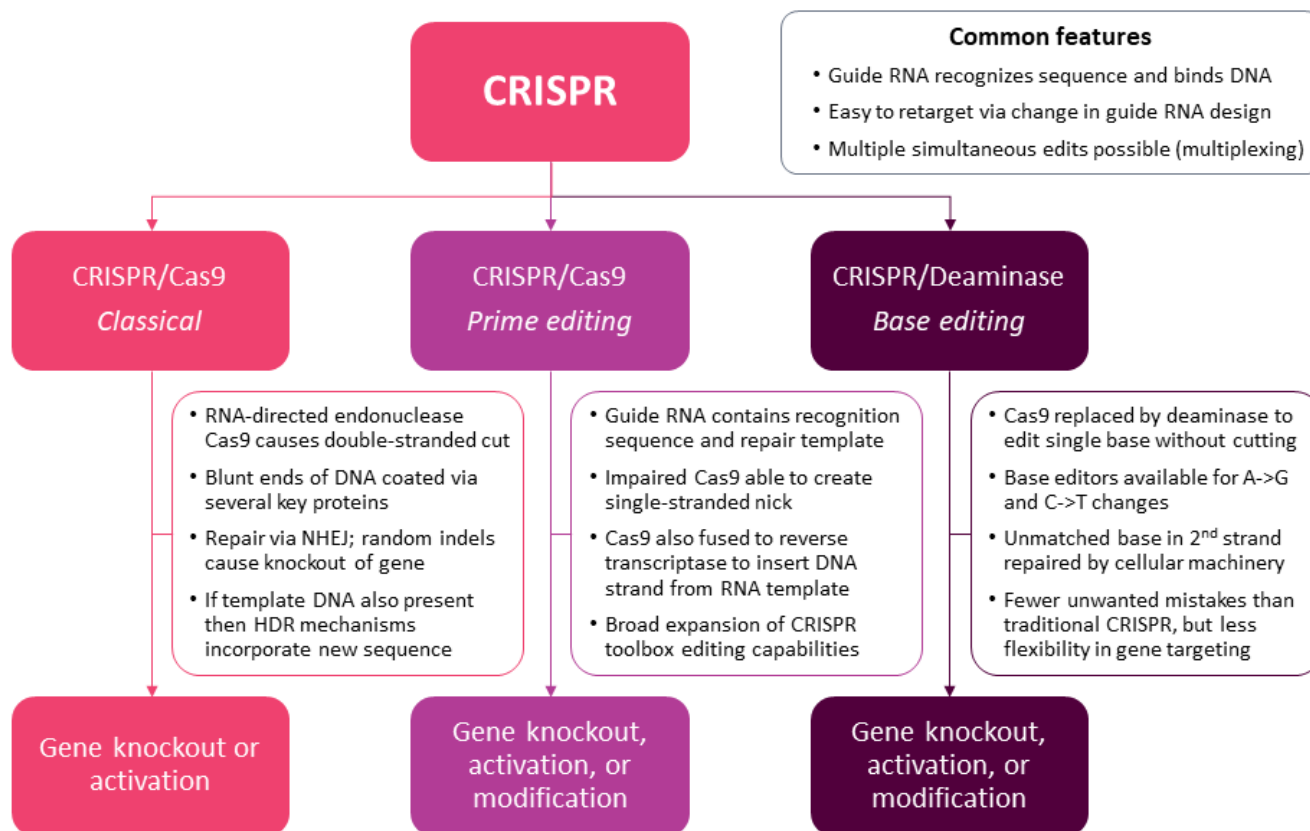 CRISPR
Common features
• Guide RNA recognizes sequence and binds DNA
• Easy to retarget via change in guide RNA design
• Multiple simultaneous edits possible (multiplexing)
CRISPR/Cas9
Classical
CRISPR/Cas9
Prime editing
CRISPR/Deaminase
Base editing
• RNA-directed endonuclease
Cas9 causes double-stranded cut
• Blunt ends of DNA coated via
several key proteins
• Repair via NHEJ; random indels
cause knockout of gene
• If template DNA also present
then HDR mechanisms
incorporate new sequence
• Guide RNA contains recognition
sequence and repair template
• Impaired Cas9 able to create
single-stranded nick
• Cas9 also fused to reverse
transcriptase to insert DNA
strand from RNA template
• Broad expansion of CRISPR
toolbox editing capabilities
• Cas9 replaced by deaminase to
edit single base without cutting
• Base editors available for A->G
and C->T changes
• Unmatched base in 2nd strand
repaired by cellular machinery
• Fewer unwanted mistakes than
traditional CRISPR, but less
flexibility in gene targeting
Gene knockout or
activation
Gene knockout,
activation, or
modification
Gene knockout,
activation, or
modification